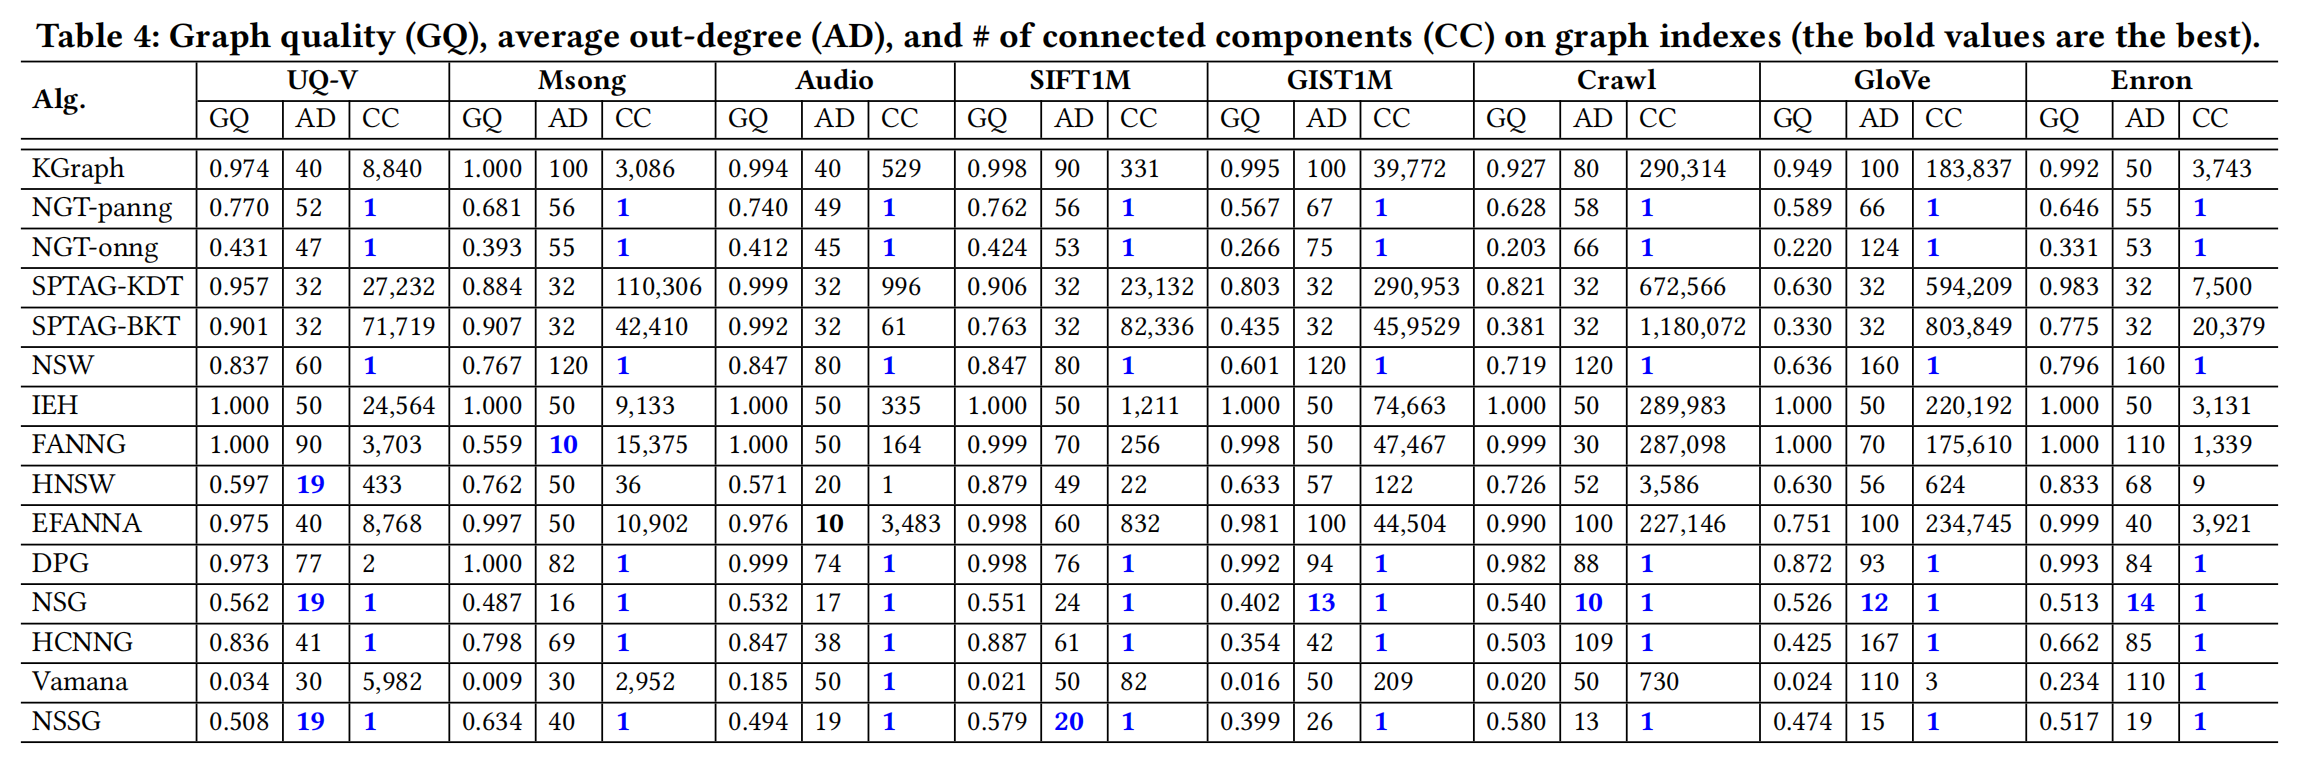 Table 4: Graph quality (GQ), average out-degree (AD), and # of connected components (CC) on graph indexes (the bold values are the best).
Alg. UQ-V Msong Audio SIFT1M GIST1M Crawl GloVe Enron
GQ AD CC GQ AD CC GQ AD CC GQ AD CC GQ AD CC GQ AD CC GQ AD CC GQ AD CC
KGraph 0.974 40 8,840 1.000 100 3,086 0.994 40 529 0.998 90 331 0.995 100 39,772 0.927 80 290,314 0.949 100 183,837 0.992 50 3,743
NGT-panng 0.770 52 1 0.681 56 1 0.740 49 1 0.762 56 1 0.567 67 1 0.628 58 1 0.589 66 1 0.646 55 1
NGT-onng 0.431 47 1 0.393 55 1 0.412 45 1 0.424 53 1 0.266 75 1 0.203 66 1 0.220 124 1 0.331 53 1
SPTAG-KDT 0.957 32 27,232 0.884 32 110,306 0.999 32 996 0.906 32 23,132 0.803 32 290,953 0.821 32 672,566 0.630 32 594,209 0.983 32 7,500
SPTAG-BKT 0.901 32 71,719 0.907 32 42,410 0.992 32 61 0.763 32 82,336 0.435 32 45,9529 0.381 32 1,180,072 0.330 32 803,849 0.775 32 20,379
NSW 0.837 60 1 0.767 120 1 0.847 80 1 0.847 80 1 0.601 120 1 0.719 120 1 0.636 160 1 0.796 160 1
IEH 1.000 50 24,564 1.000 50 9,133 1.000 50 335 1.000 50 1,211 1.000 50 74,663 1.000 50 289,983 1.000 50 220,192 1.000 50 3,131
FANNG 1.000 90 3,703 0.559 10 15,375 1.000 50 164 0.999 70 256 0.998 50 47,467 0.999 30 287,098 1.000 70 175,610 1.000 110 1,339
HNSW 0.597 19 433 0.762 50 36 0.571 20 1 0.879 49 22 0.633 57 122 0.726 52 3,586 0.630 56 624 0.833 68 9
EFANNA 0.975 40 8,768 0.997 50 10,902 0.976 10 3,483 0.998 60 832 0.981 100 44,504 0.990 100 227,146 0.751 100 234,745 0.999 40 3,921
DPG 0.973 77 2 1.000 82 1 0.999 74 1 0.998 76 1 0.992 94 1 0.982 88 1 0.872 93 1 0.993 84 1
NSG 0.562 19 1 0.487 16 1 0.532 17 1 0.551 24 1 0.402 13 1 0.540 10 1 0.526 12 1 0.513 14 1
HCNNG 0.836 41 1 0.798 69 1 0.847 38 1 0.887 61 1 0.354 42 1 0.503 109 1 0.425 167 1 0.662 85 1
Vamana 0.034 30 5,982 0.009 30 2,952 0.185 50 1 0.021 50 82 0.016 50 209 0.020 50 730 0.024 110 3 0.234 110 1
NSSG 0.508 19 1 0.634 40 1 0.494 19 1 0.579 20 1 0.399 26 1 0.580 13 1 0.474 15 1 0.517 19 1